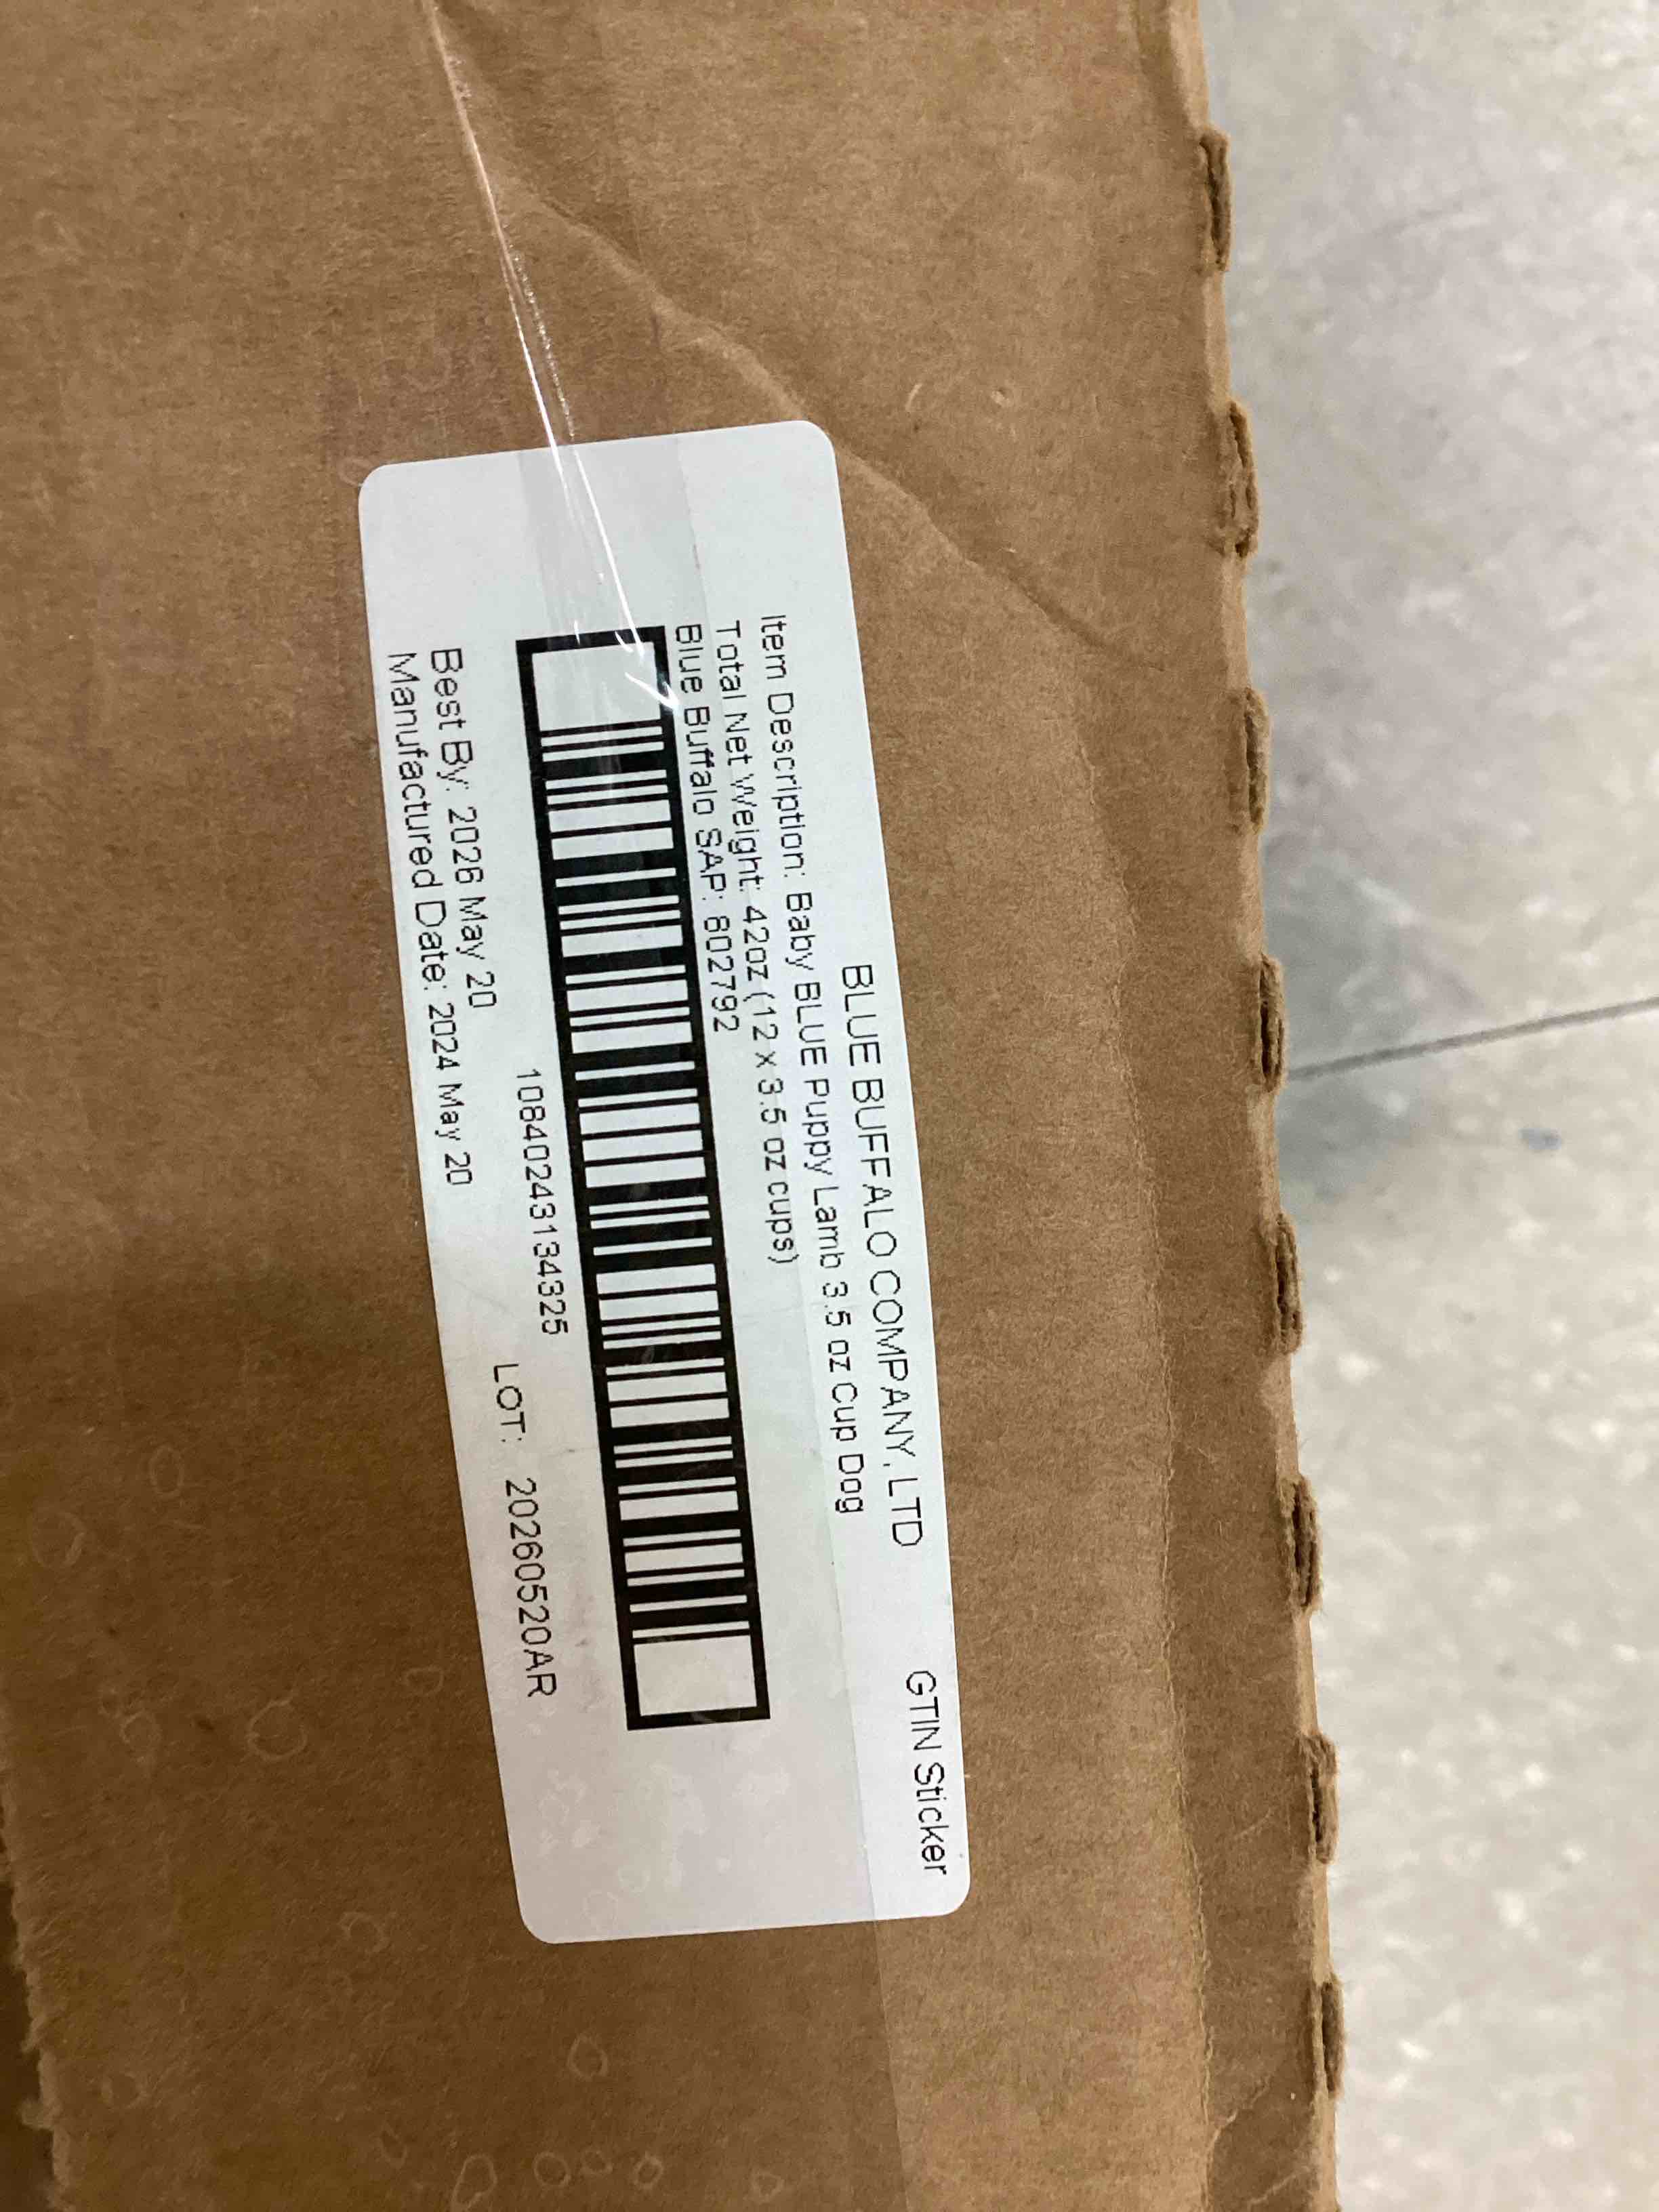 BLUE BUFFALO COMPANY, LTD
GTIN Sticker
Item Description: Baby BLUE Puppy Lamb 3.5 oz Cup Dog
Total Net Weight: 42oz (12 x 3.5 oz cups)
Blue Buffalo SAP: 802792
10840243134325
LOT: 20260520AR
Best By: 2026 May 20
Manufactured Date: 2024 May 20